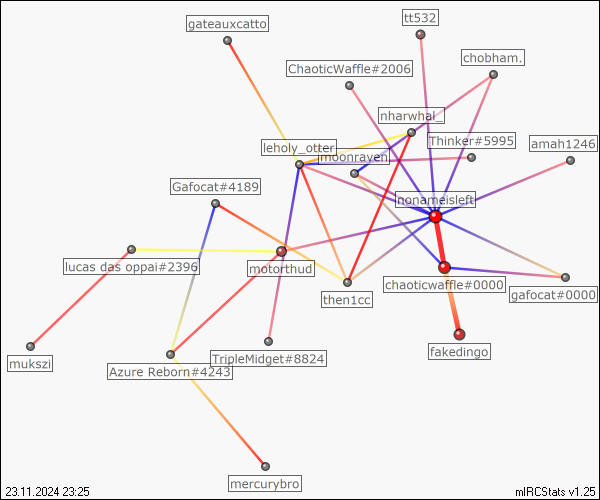 tt532
gateauxcatto
chobham.
ChaoticWaffle#2006
nharwhal_
Thinker#5995
amah1246
leholy_otter
moonraven.
Gafocat#4189
nonameisleft
lucas das oppai#2396
motorthud
chaoticwaffle#0000
gafocat#0000
then1cc
fakedingo
mukszi
Azure Reborn#4243
TripleMidget#8824
mercurybro
23.11.2024 23:25
mIRCStats v1.25